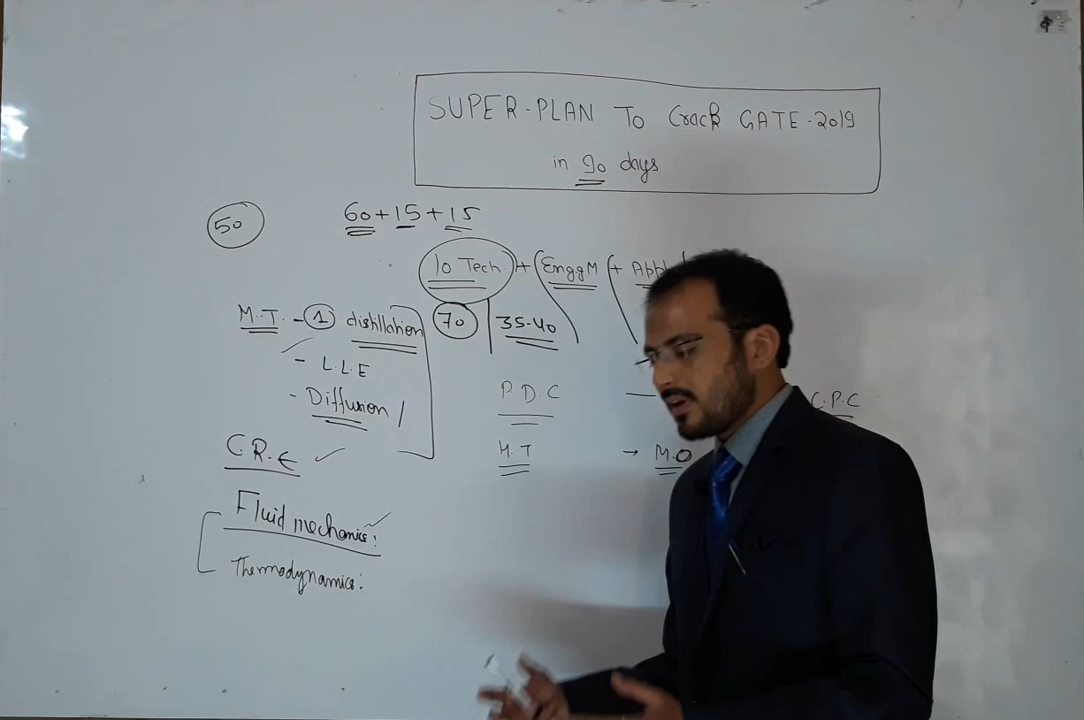 SUPER-PLAN To Crack GATE-2019
in 90 days
50
60+15+15
10 Tech. + (EnggM (+
M.T. - 1 distillation
70 | 35-40
- L.L.E
- Diffusion
P.D.C — C.P.C
C.R.E ✓
H.T → M.O
Fluid mechanics:
Thermodynamics: